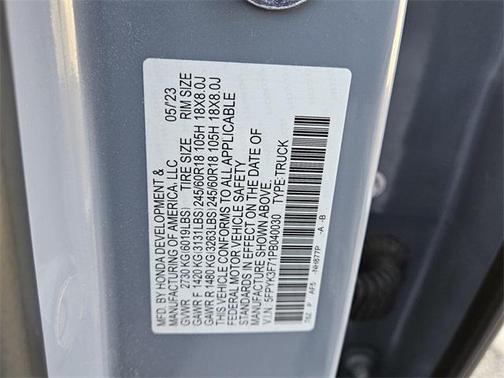 MFD. BY HONDA DEVELOPMENT & 05/'23
MANUFACTURING OF AMERICA, LLC
GVWR 2730 KG(6019LBS) TIRE SIZE RIM SIZE
GAWR F 1420 KG(3131LBS) 245/60R18 105H 18X8.0J
GAWR R 1480 KG(3263LBS) 245/60R18 105H 18X8.0J
THIS VEHICLE CONFORMS TO ALL APPLICABLE
FEDERAL MOTOR VEHICLE SAFETY
STANDARDS IN EFFECT ON THE DATE OF
MANUFACTURE SHOWN ABOVE.
V.I.N. 5FPYK3F71PB040030 TYPE:TRUCK
P AF5 -NH877P -A -B